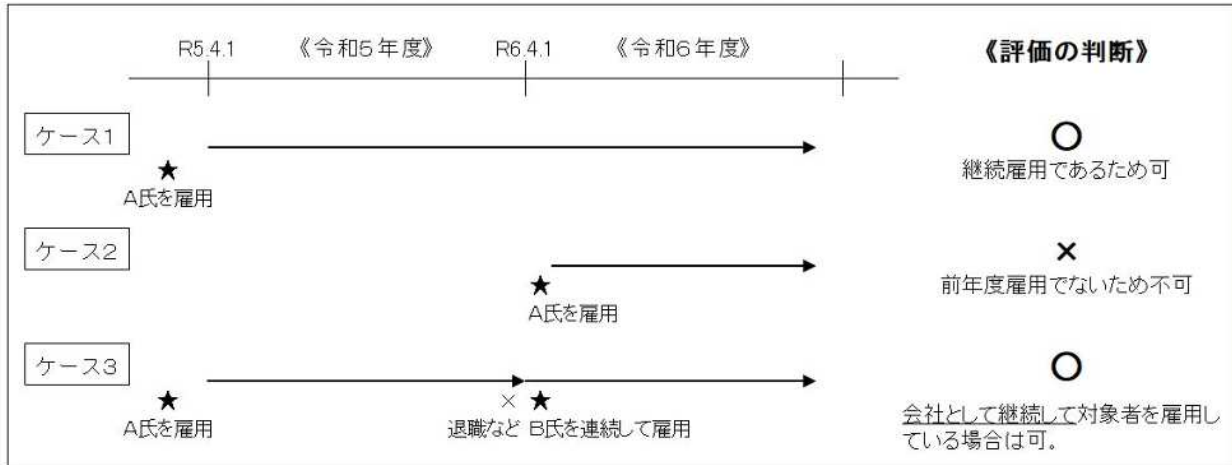 R5.4.1 《令和5年度》 R6.4.1 《令和6年度》 《評価の判断》
ケース1
★
A氏を雇用
○
継続雇用であるため可
ケース2
★
A氏を雇用
×
前年度雇用でないため不可
ケース3
★
A氏を雇用
× ★
退職など B氏を連続して雇用
○
会社として継続して対象者を雇用し
ている場合は可。